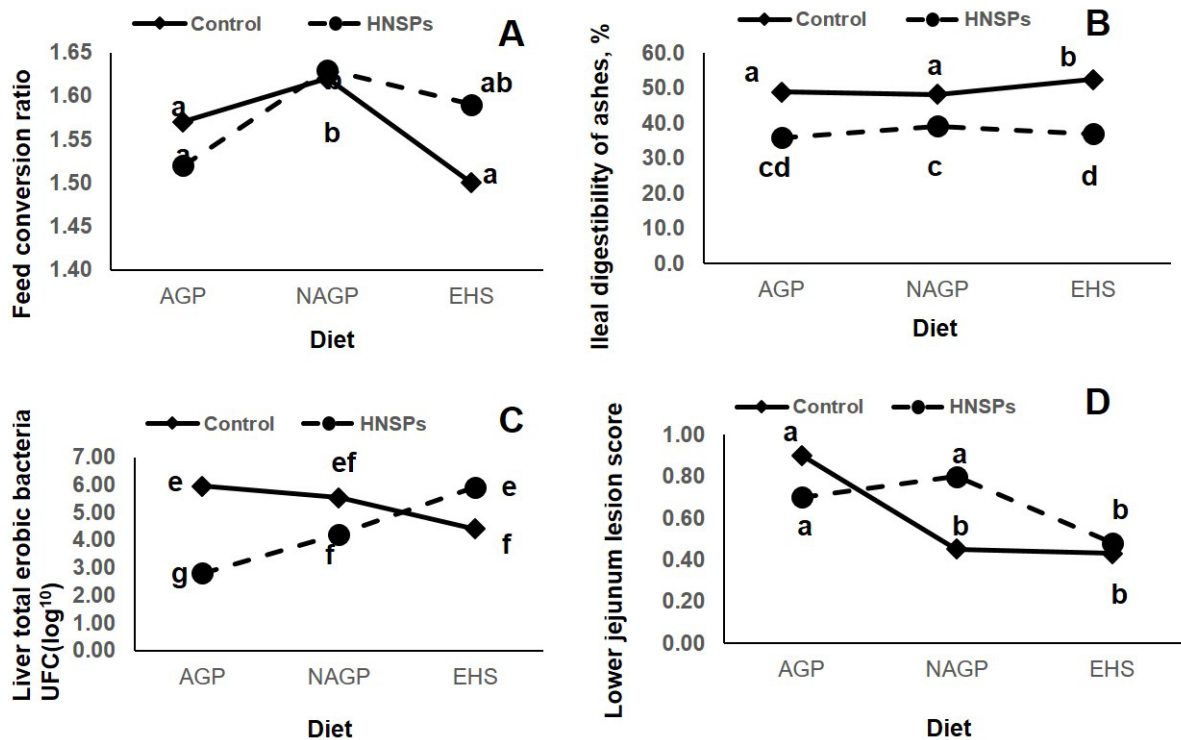 Control HNSPs
A
Feed conversion ratio
1.65
1.60
1.55
1.50
1.45
1.40
a
a
b
b
ab
a
AGP NAGP EHS
Diet
Control HNSPs
B
Ileal digestibility of ashes, %
60.0
50.0
40.0
30.0
20.0
10.0
0.0
a
a
b
cd
c
d
AGP NAGP EHS
Diet
Control HNSPs
C
Liver total erobic bacteria
UFC(log¹⁰)
7.00
6.00
5.00
4.00
3.00
2.00
1.00
0.00
e
ef
e
g
f
f
AGP NAGP EHS
Diet
Control HNSPs
D
Lower jejunum lesion score
1.00
0.80
0.60
0.40
0.20
0.00
a
a
a
b
b
b
AGP NAGP EHS
Diet